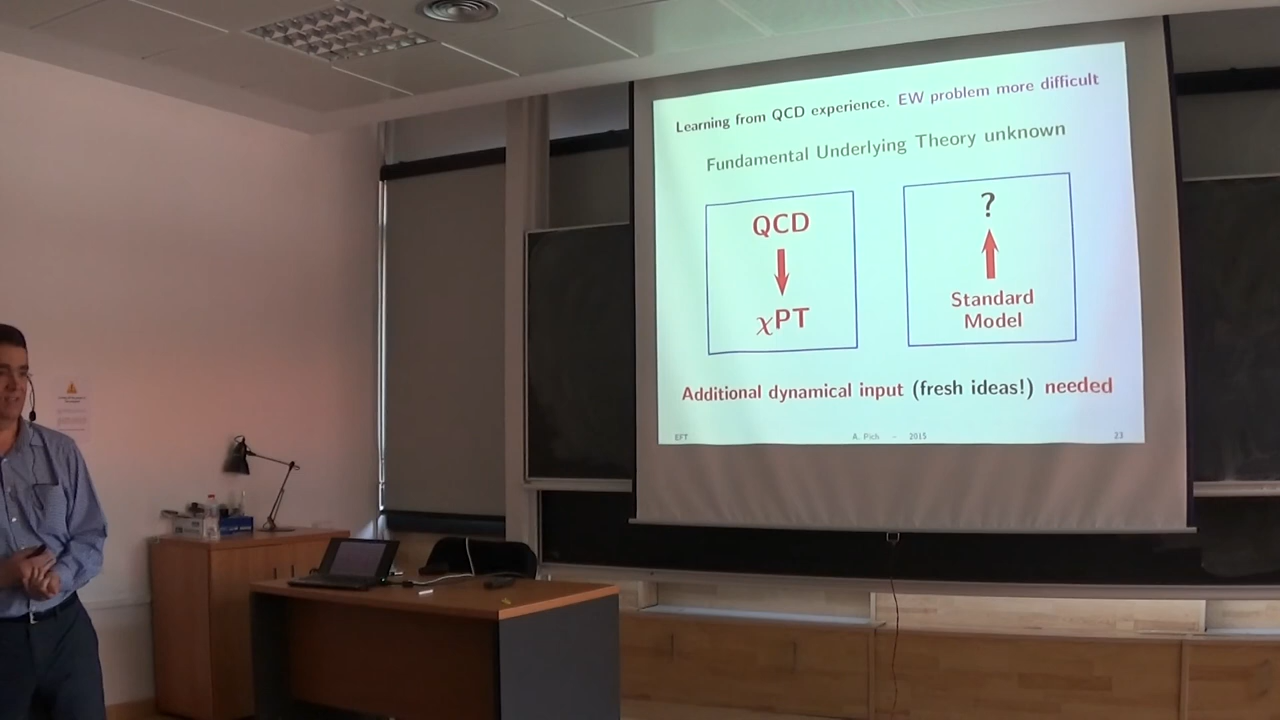 Learning from QCD experience. EW problem more difficult
Fundamental Underlying Theory unknown
QCD
χPT
?
Standard
Model
Additional dynamical input (fresh ideas!) needed
EFT A. Pich - 2015 23